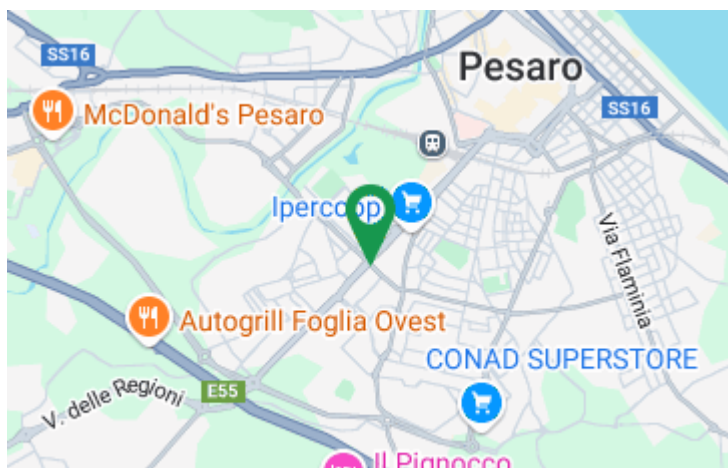 SS16
Pesaro
McDonald's Pesaro
SS16
Ipercoop
Via Flaminia
Autogrill Foglia Ovest
CONAD SUPERSTORE
V. delle Regioni
E55
Il Pignocco